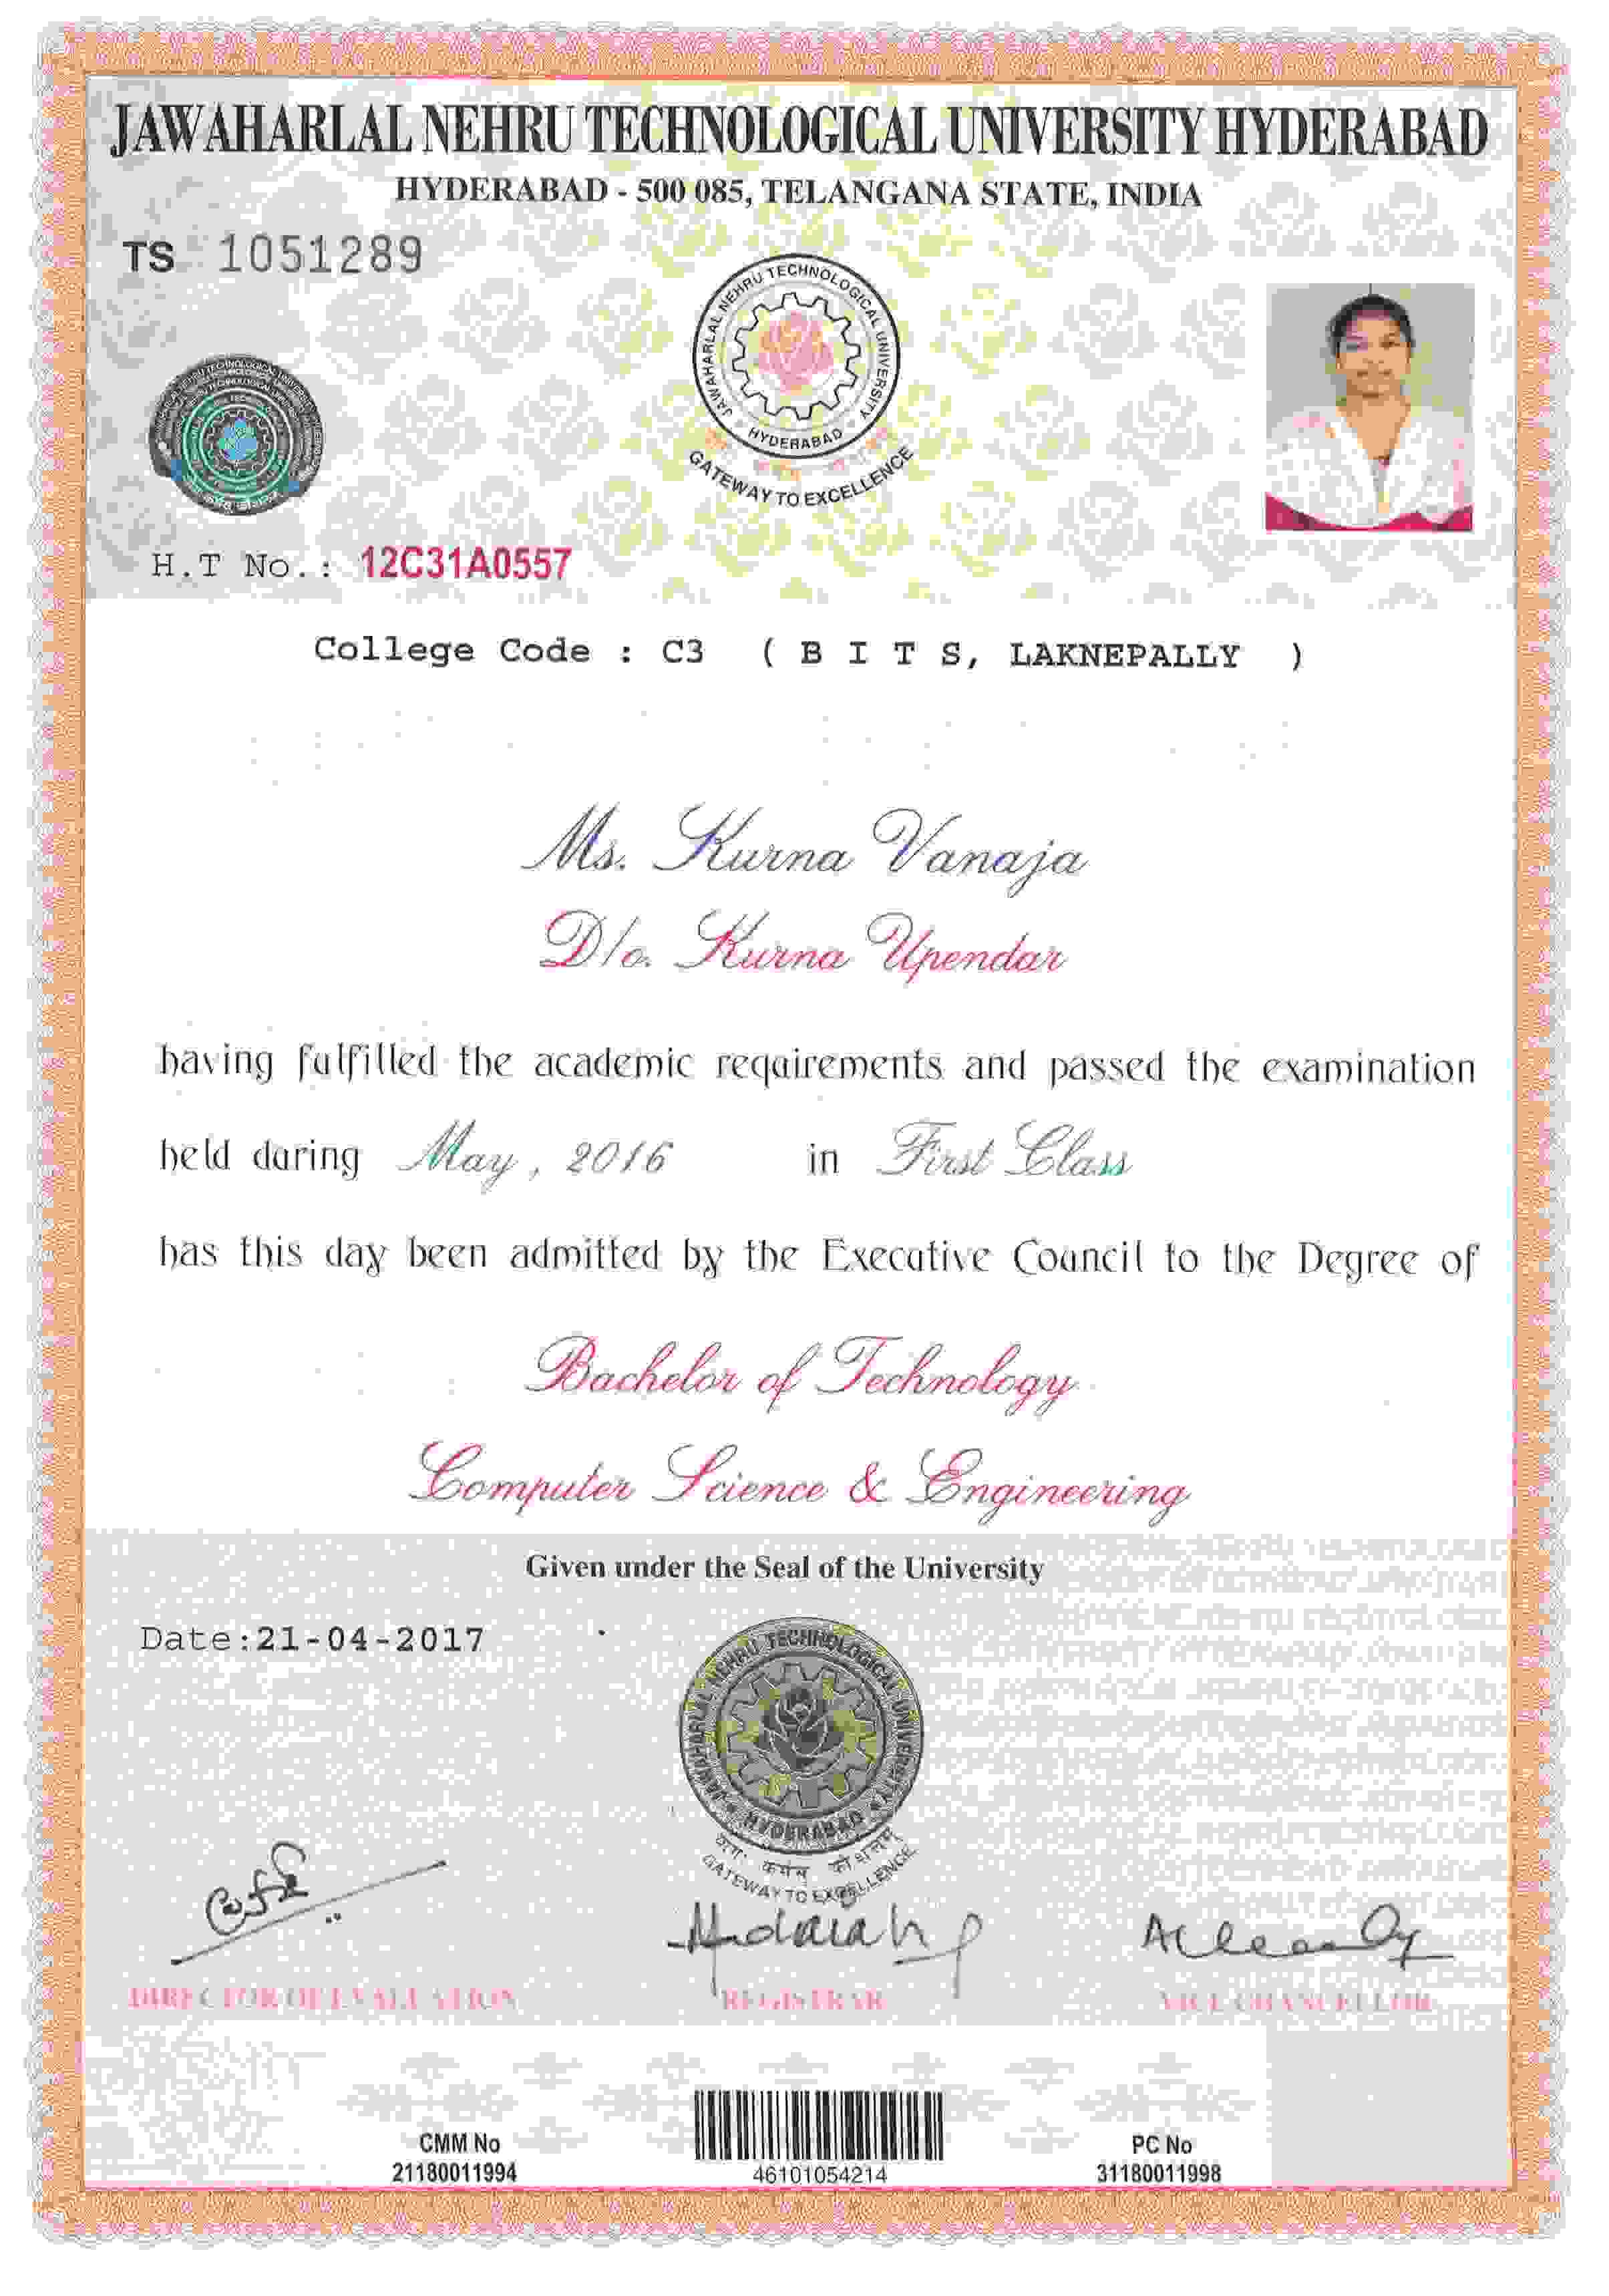 JAWAHARLAL NEHRU TECHNOLOGICAL UNIVERSITY HYDERABAD
HYDERABAD - 500 085, TELANGANA STATE, INDIA
TS 1051289
JAWAHARLAL NEHRU TECHNOLOGICAL UNIVERSITY
HYDERABAD
GATEWAY TO EXCELLENCE
H.T No.: 12C31A0557
College Code : C3 ( B I T S, LAKNEPALLY )
Ms. Kurna Vanaja
D/o. Kurna Upendar
having fulfilled the academic requirements and passed the examination
held during May, 2016 in First Class
has this day been admitted by the Executive Council to the Degree of
Bachelor of Technology
Computer Science & Engineering
Given under the Seal of the University
Date:21-04-2017
JAWAHARLAL NEHRU TECHNOLOGICAL UNIVERSITY
HYDERABAD
GATEWAY TO EXCELLENCE
DIRECTOR OF EVALUATION REGISTRAR VICE CHANCELLOR
CMM No PC No
21180011994 46101054214 31180011998